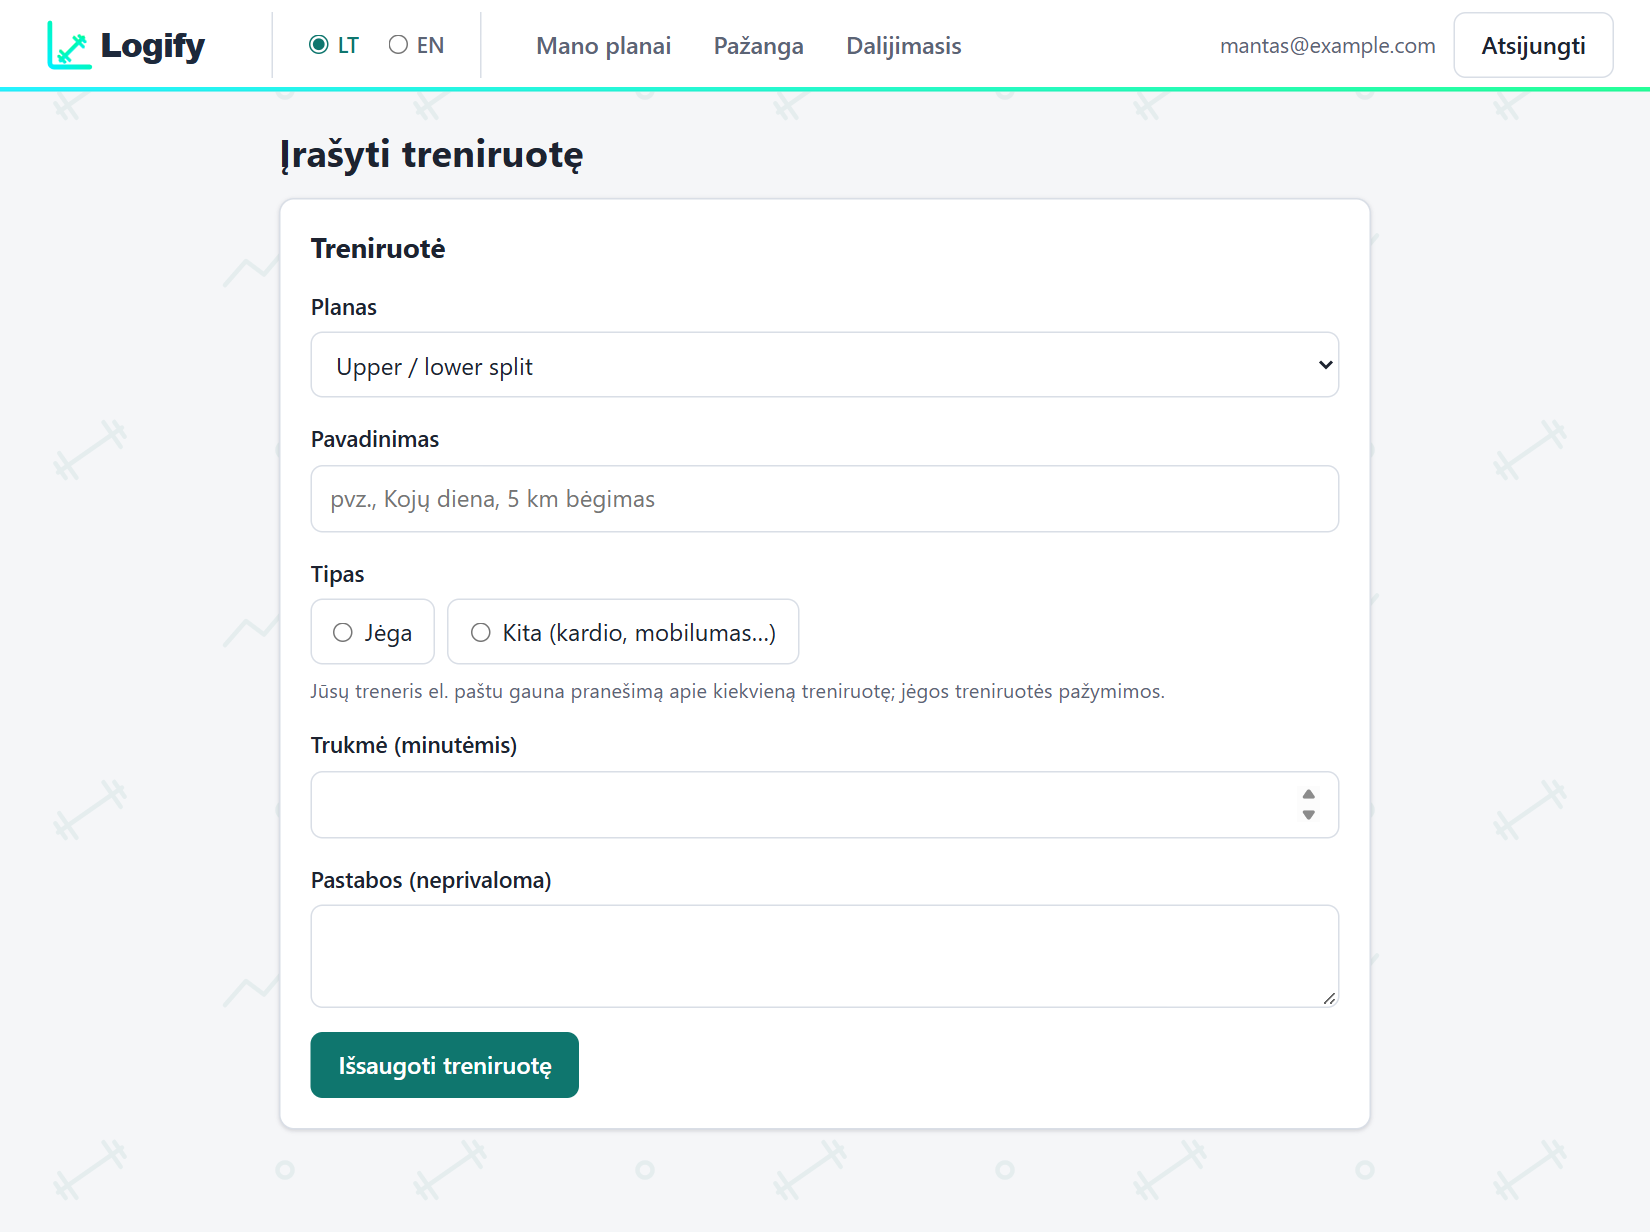 Logify
LT
EN
Mano planai
Pažanga
Dalijimasis
mantas@example.com
Atsijungti
Įrašyti treniruotę
Treniruotė
Planas
Upper / lower split
Pavadinimas
pvz., Kojų diena, 5 km bėgimas
Tipas
Jėga
Kita (kardio, mobilumas...)
Jūsų treneris el. paštu gauna pranešimą apie kiekvieną treniruotę; jėgos treniruotės pažymimos.
Trukmė (minutėmis)
Pastabos (neprivaloma)
Išsaugoti treniruotę